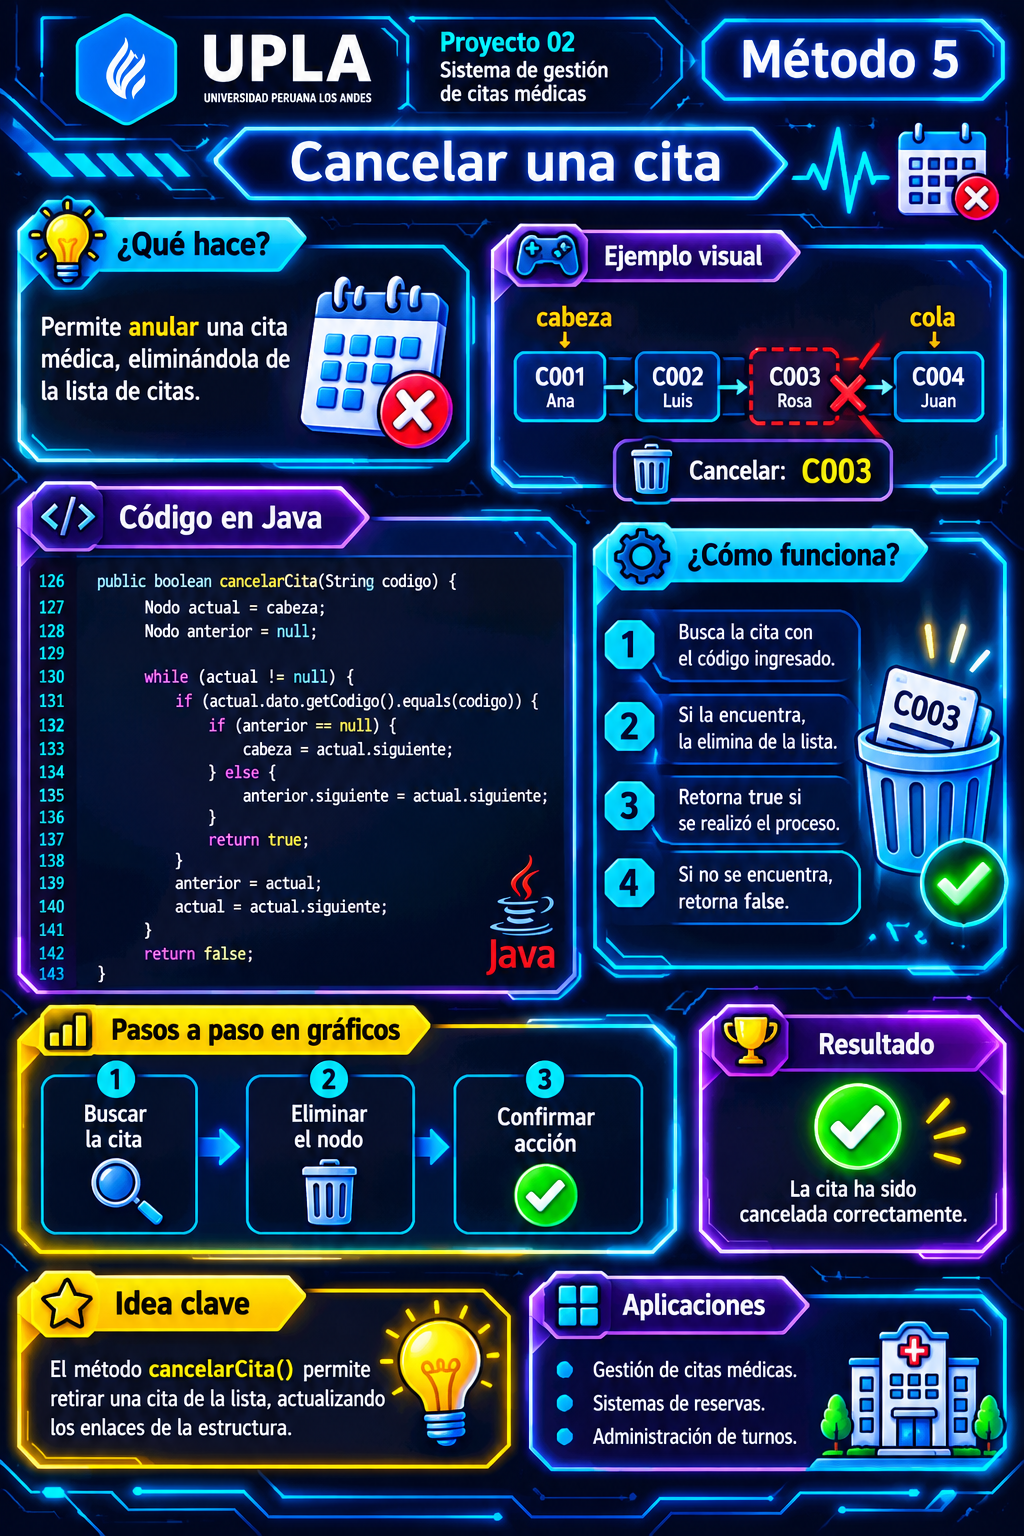 UPLA
UNIVERSIDAD PERUANA LOS ANDES
Proyecto 02
Sistema de gestión
de citas médicas
Método 5
Cancelar una cita
¿Qué hace?
Permite anular una cita
médica, eliminándola de
la lista de citas.
Ejemplo visual
cabeza
cola
C001
Ana
C002
Luis
C003
Rosa
C004
Juan
Cancelar: C003
</> Código en Java
126 public boolean cancelarCita(String codigo) {
127 Nodo actual = cabeza;
128 Nodo anterior = null;
129
130 while (actual != null) {
131 if (actual.dato.getCodigo().equals(codigo)) {
132 if (anterior == null) {
133 cabeza = actual.siguiente;
134 } else {
135 anterior.siguiente = actual.siguiente;
136 }
137 return true;
138 }
139 anterior = actual;
140 actual = actual.siguiente;
141 }
142 return false;
143 }
Java
¿Cómo funciona?
1 Busca la cita con
el código ingresado.
2 Si la encuentra,
la elimina de la lista.
3 Retorna true si
se realizó el proceso.
4 Si no se encuentra,
retorna false.
C003
Pasos a paso en gráficos
1
Buscar
la cita
2
Eliminar
el nodo
3
Confirmar
acción
Resultado
La cita ha sido
cancelada correctamente.
Idea clave
El método cancelarCita() permite
retirar una cita de la lista, actualizando
los enlaces de la estructura.
Aplicaciones
Gestión de citas médicas.
Sistemas de reservas.
Administración de turnos.